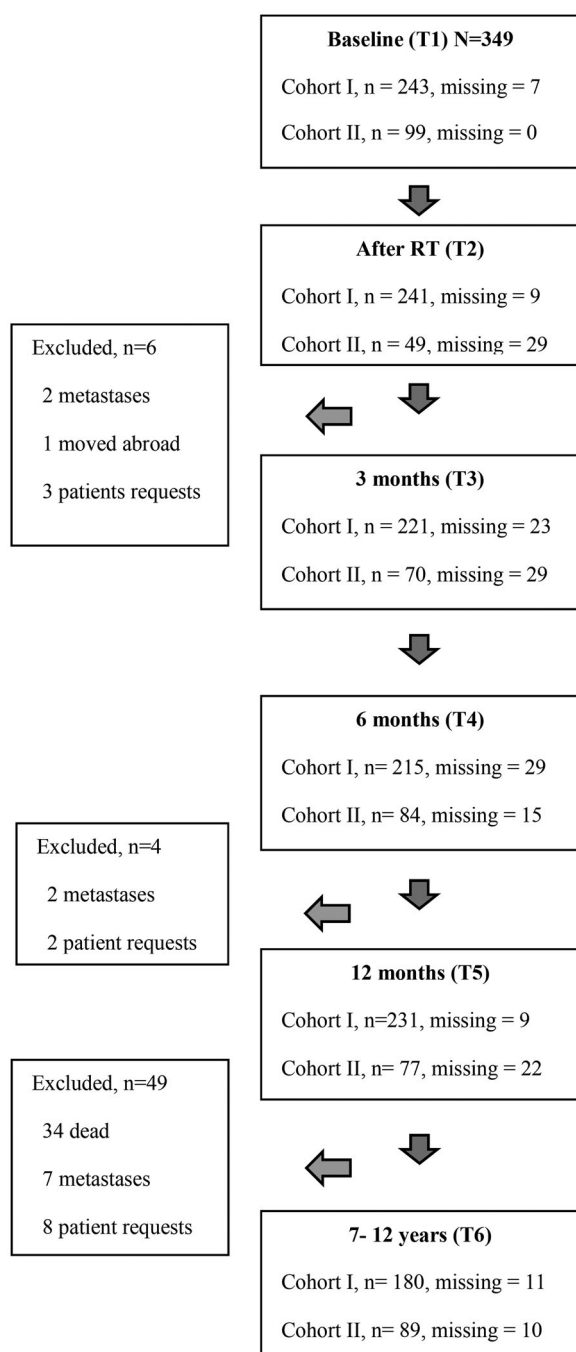 Baseline (T1) N=349
Cohort I, n = 243, missing = 7
Cohort II, n = 99, missing = 0
After RT (T2)
Cohort I, n = 241, missing = 9
Cohort II, n = 49, missing = 29
Excluded, n=6
2 metastases
1 moved abroad
3 patients requests
3 months (T3)
Cohort I, n = 221, missing = 23
Cohort II, n = 70, missing = 29
6 months (T4)
Cohort I, n= 215, missing = 29
Cohort II, n= 84, missing = 15
Excluded, n=4
2 metastases
2 patient requests
12 months (T5)
Cohort I, n=231, missing = 9
Cohort II, n= 77, missing = 22
Excluded, n=49
34 dead
7 metastases
8 patient requests
7- 12 years (T6)
Cohort I, n= 180, missing = 11
Cohort II, n= 89, missing = 10